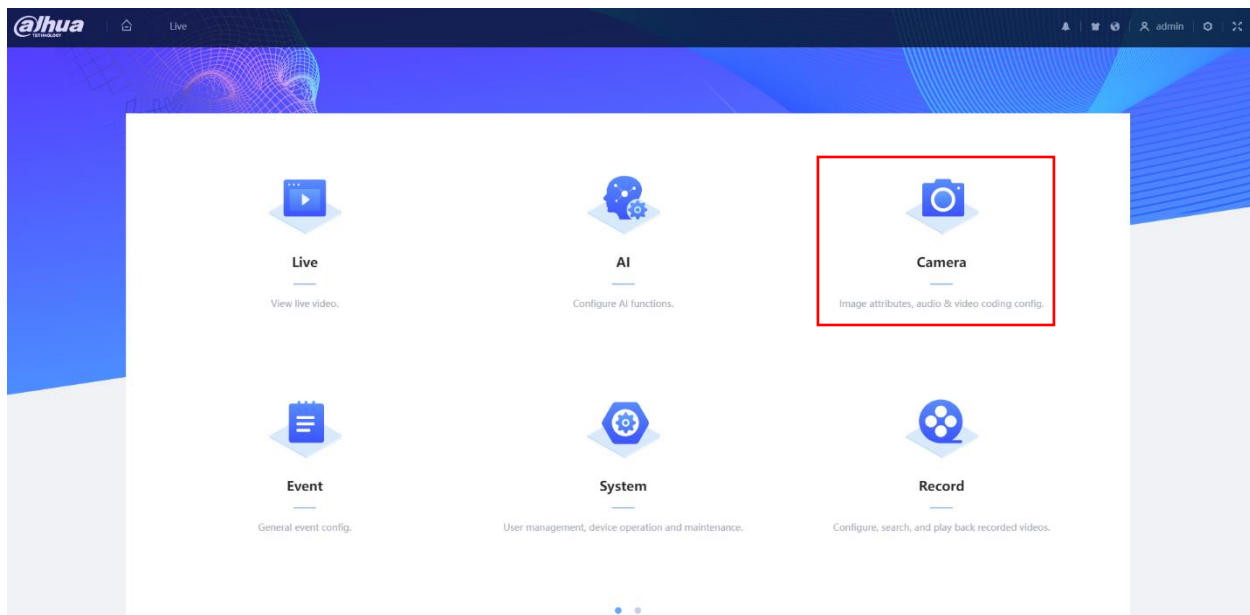 alhua
TECHNOLOGY
Live
admin
Live
View live video.
AI
Configure AI functions.
Camera
Image attributes, audio & video coding config.
Event
General event config.
System
User management, device operation and maintenance.
Record
Configure, search, and play back recorded videos.